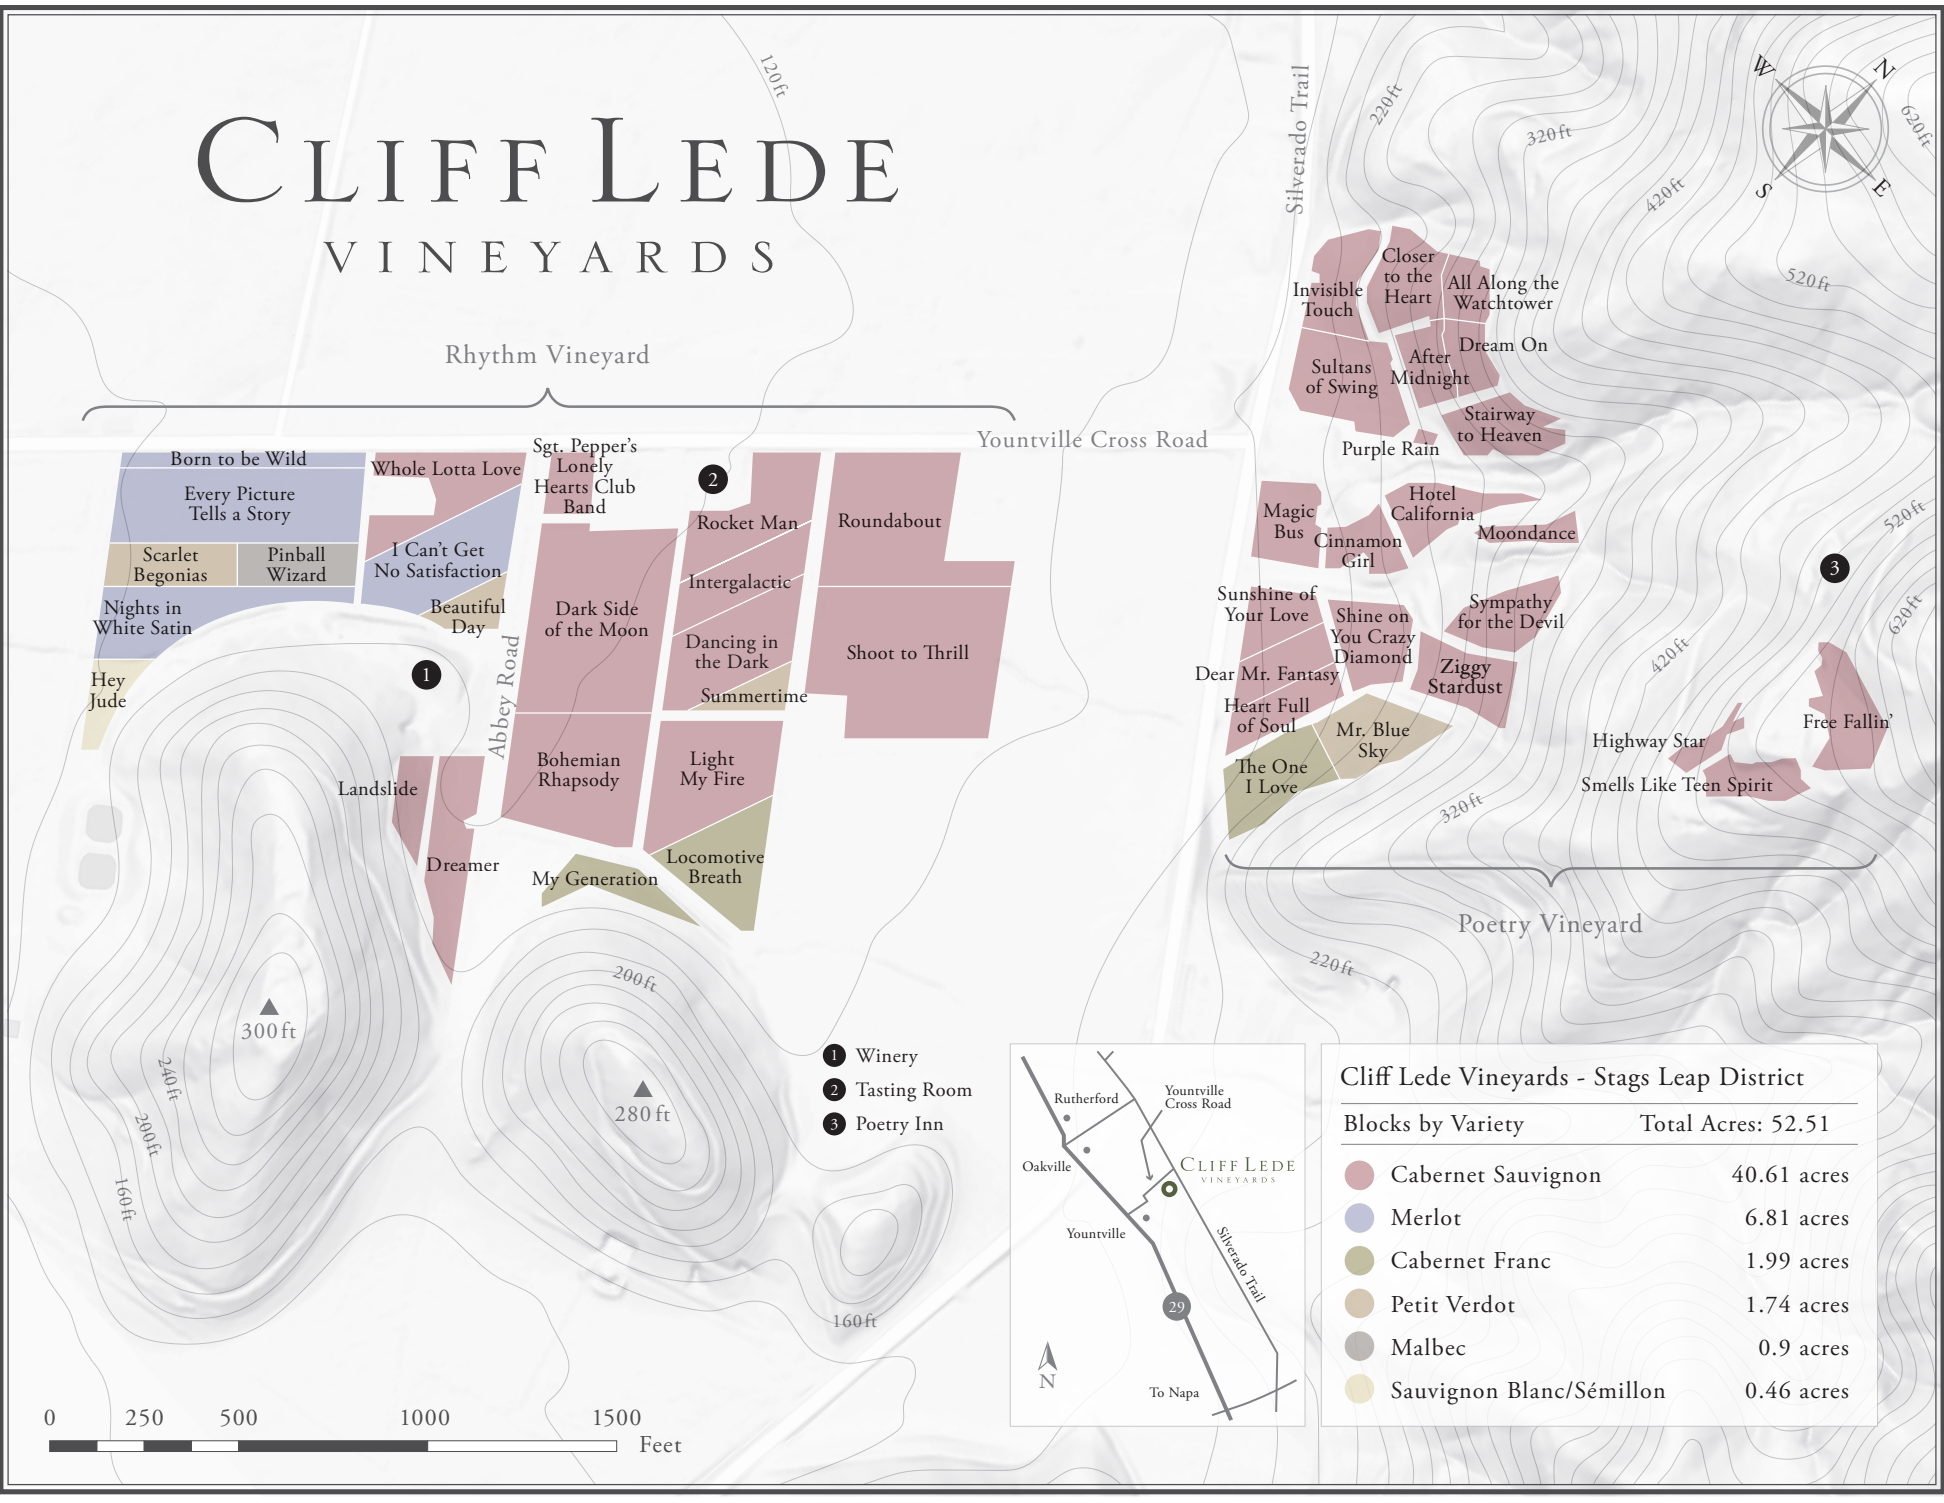 CLIFF LEDE
VINEYARDS
120ft
Silverado Trail
220ft
320ft
420ft
520ft
620ft
W
N
S
E
Rhythm Vineyard
Yountville Cross Road
Born to be Wild
Every Picture
Tells a Story
Scarlet
Begonias
Pinball
Wizard
Nights in
White Satin
Hey
Jude
Whole Lotta Love
I Can't Get
No Satisfaction
Beautiful
Day
Sgt. Pepper's
Lonely
Hearts Club
Band
Dark Side
of the Moon
Bohemian
Rhapsody
Abbey Road
2
Rocket Man
Intergalactic
Dancing in
the Dark
Summertime
Light
My Fire
Locomotive
Breath
My Generation
Roundabout
Shoot to Thrill
1
Landslide
Dreamer
Invisible
Touch
Closer
to the
Heart
All Along the
Watchtower
Sultans
of Swing
After
Midnight
Dream On
Stairway
to Heaven
Purple Rain
Magic
Bus
Cinnamon
Girl
Hotel
California
Moondance
Sunshine of
Your Love
Shine on
You Crazy
Diamond
Sympathy
for the Devil
Dear Mr. Fantasy
Ziggy
Stardust
Heart Full
of Soul
Mr. Blue
Sky
The One
I Love
520ft
3
620ft
420ft
Free Fallin'
Highway Star
Smells Like Teen Spirit
320ft
Poetry Vineyard
220ft
300ft
240ft
200ft
160ft
200ft
280ft
160ft
1 Winery
2 Tasting Room
3 Poetry Inn
Rutherford
Yountville
Cross Road
Oakville
CLIFF LEDE
VINEYARDS
Yountville
Silverado Trail
29
N
To Napa
Cliff Lede Vineyards - Stags Leap District
Blocks by Variety Total Acres: 52.51
Cabernet Sauvignon 40.61 acres
Merlot 6.81 acres
Cabernet Franc 1.99 acres
Petit Verdot 1.74 acres
Malbec 0.9 acres
Sauvignon Blanc/Sémillon 0.46 acres
0 250 500 1000 1500
Feet